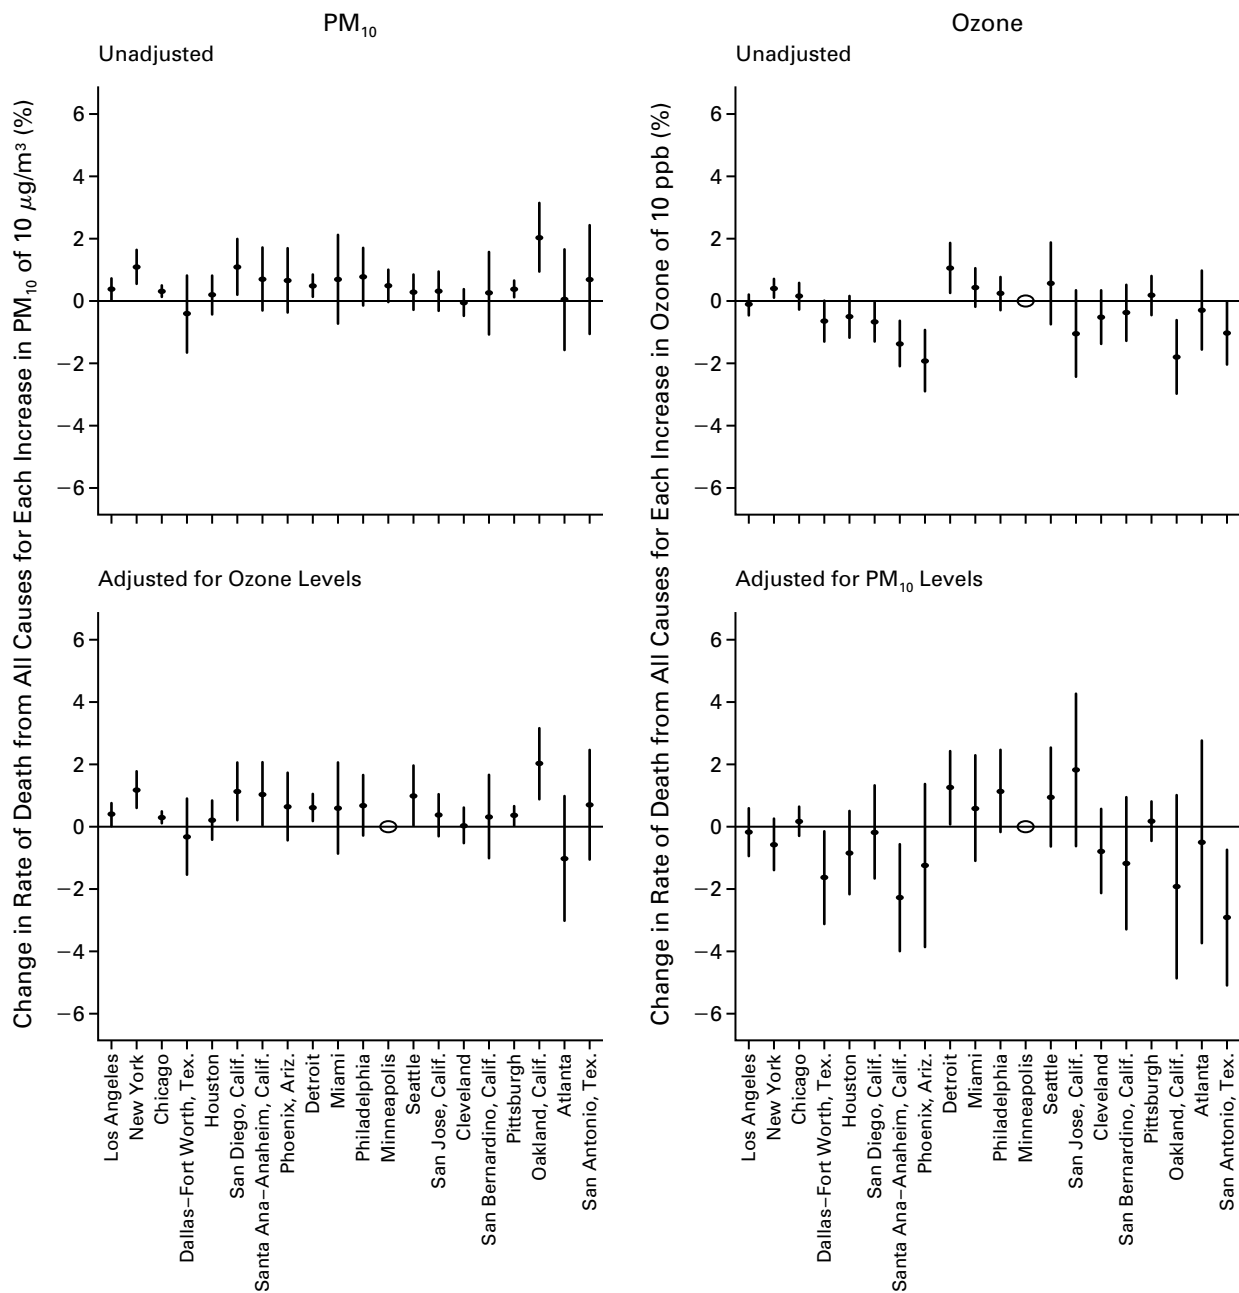 PM₁₀
Unadjusted
Ozone
Unadjusted
Change in Rate of Death from All Causes for Each Increase in PM₁₀ of 10 µg/m³ (%)
6
4
2
0
−2
−4
−6
Change in Rate of Death from All Causes for Each Increase in Ozone of 10 ppb (%)
6
4
2
0
−2
−4
−6
Adjusted for Ozone Levels
6
4
2
0
−2
−4
−6
Los Angeles
New York
Chicago
Dallas–Fort Worth, Tex.
Houston
San Diego, Calif.
Santa Ana–Anaheim, Calif.
Phoenix, Ariz.
Detroit
Miami
Philadelphia
Minneapolis
Seattle
San Jose, Calif.
Cleveland
San Bernardino, Calif.
Pittsburgh
Oakland, Calif.
Atlanta
San Antonio, Tex.
Adjusted for PM₁₀ Levels
6
4
2
0
−2
−4
−6
Los Angeles
New York
Chicago
Dallas–Fort Worth, Tex.
Houston
San Diego, Calif.
Santa Ana–Anaheim, Calif.
Phoenix, Ariz.
Detroit
Miami
Philadelphia
Minneapolis
Seattle
San Jose, Calif.
Cleveland
San Bernardino, Calif.
Pittsburgh
Oakland, Calif.
Atlanta
San Antonio, Tex.